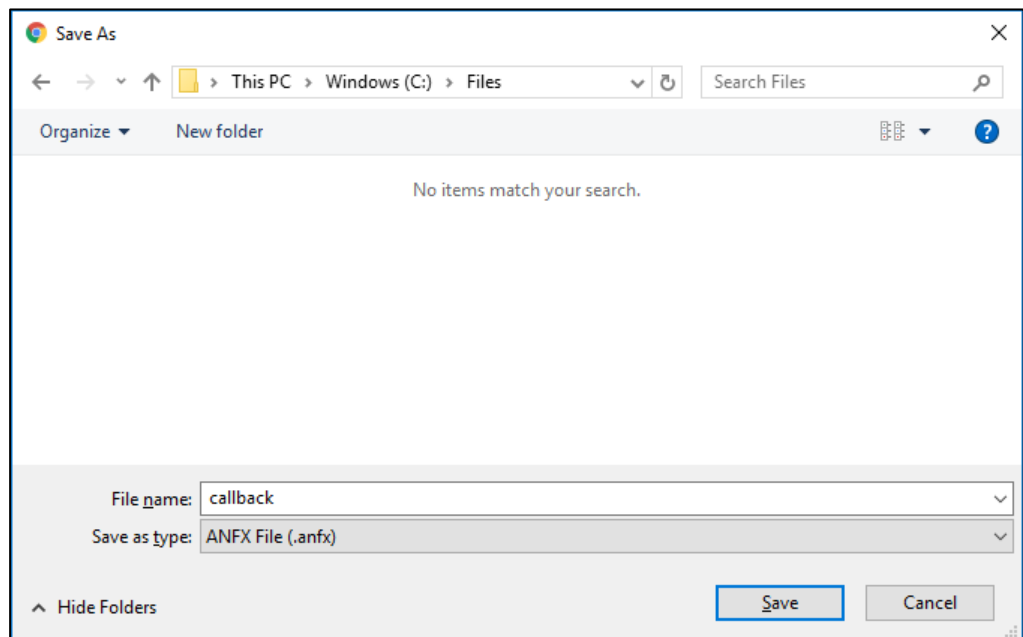 Save As
This PC > Windows (C:) > Files
Search Files
Organize
New folder
?
No items match your search.
File name: callback
Save as type: ANFX File (.anfx)
Hide Folders
Save
Cancel